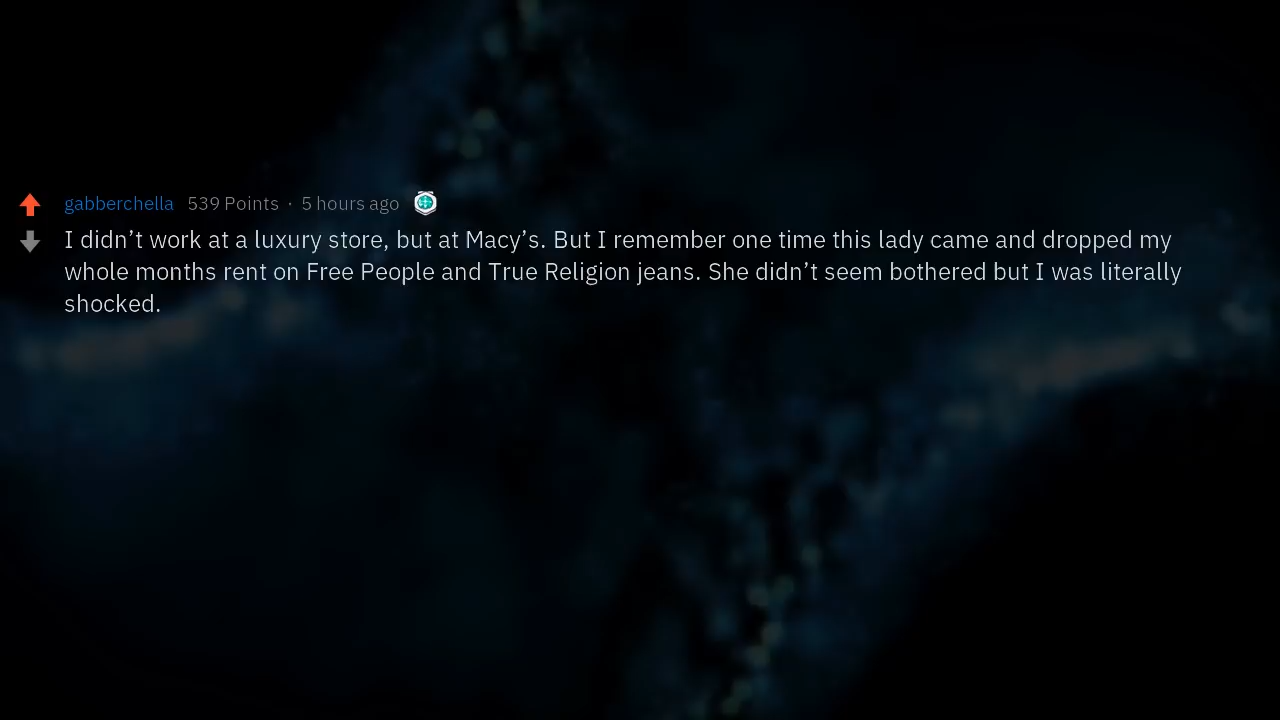 gabberchella 539 Points · 5 hours ago
I didn’t work at a luxury store, but at Macy’s. But I remember one time this lady came and dropped my
whole months rent on Free People and True Religion jeans. She didn’t seem bothered but I was literally
shocked.